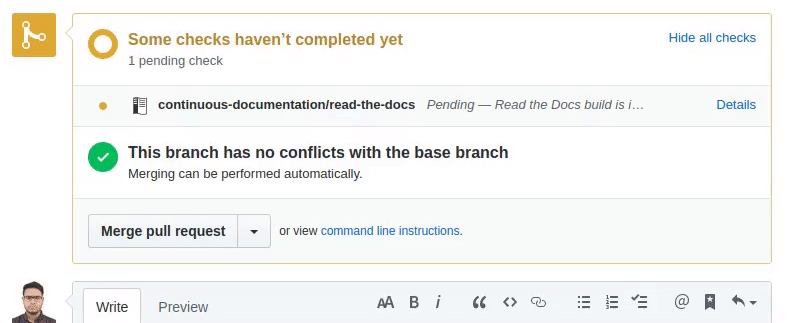 Some checks haven’t completed yet
Hide all checks
1 pending check
continuous-documentation/read-the-docs Pending — Read the Docs build is i…
Details
This branch has no conflicts with the base branch
Merging can be performed automatically.
Merge pull request or view command line instructions.
Write Preview AA B i “ <> @